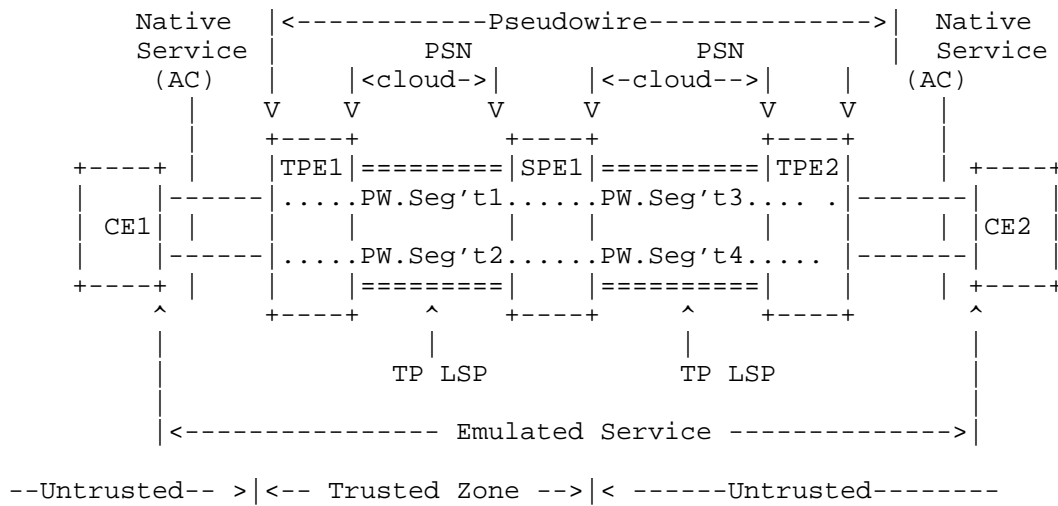 Native |<------------Pseudowire-------------->| Native
Service | PSN PSN | Service
(AC) | |<cloud->| |<-cloud-->| | (AC)
| V V V V V V |
| +----+ +----+ +----+ |
+----+ | |TPE1|=========|SPE1|==========|TPE2| | +----+
| |------|.....PW.Seg't1......PW.Seg't3.... .|-------| |
| CE1| | | | | | | | | |CE2 |
| |------|.....PW.Seg't2......PW.Seg't4..... |-------| |
+----+ | | |=========| |==========| | | +----+
^ +----+ ^ +----+ ^ +----+ ^
| | | |
| TP LSP TP LSP |
| |
|<---------------- Emulated Service -------------->|
--Untrusted-- >|<-- Trusted Zone -->|< ------Untrusted--------